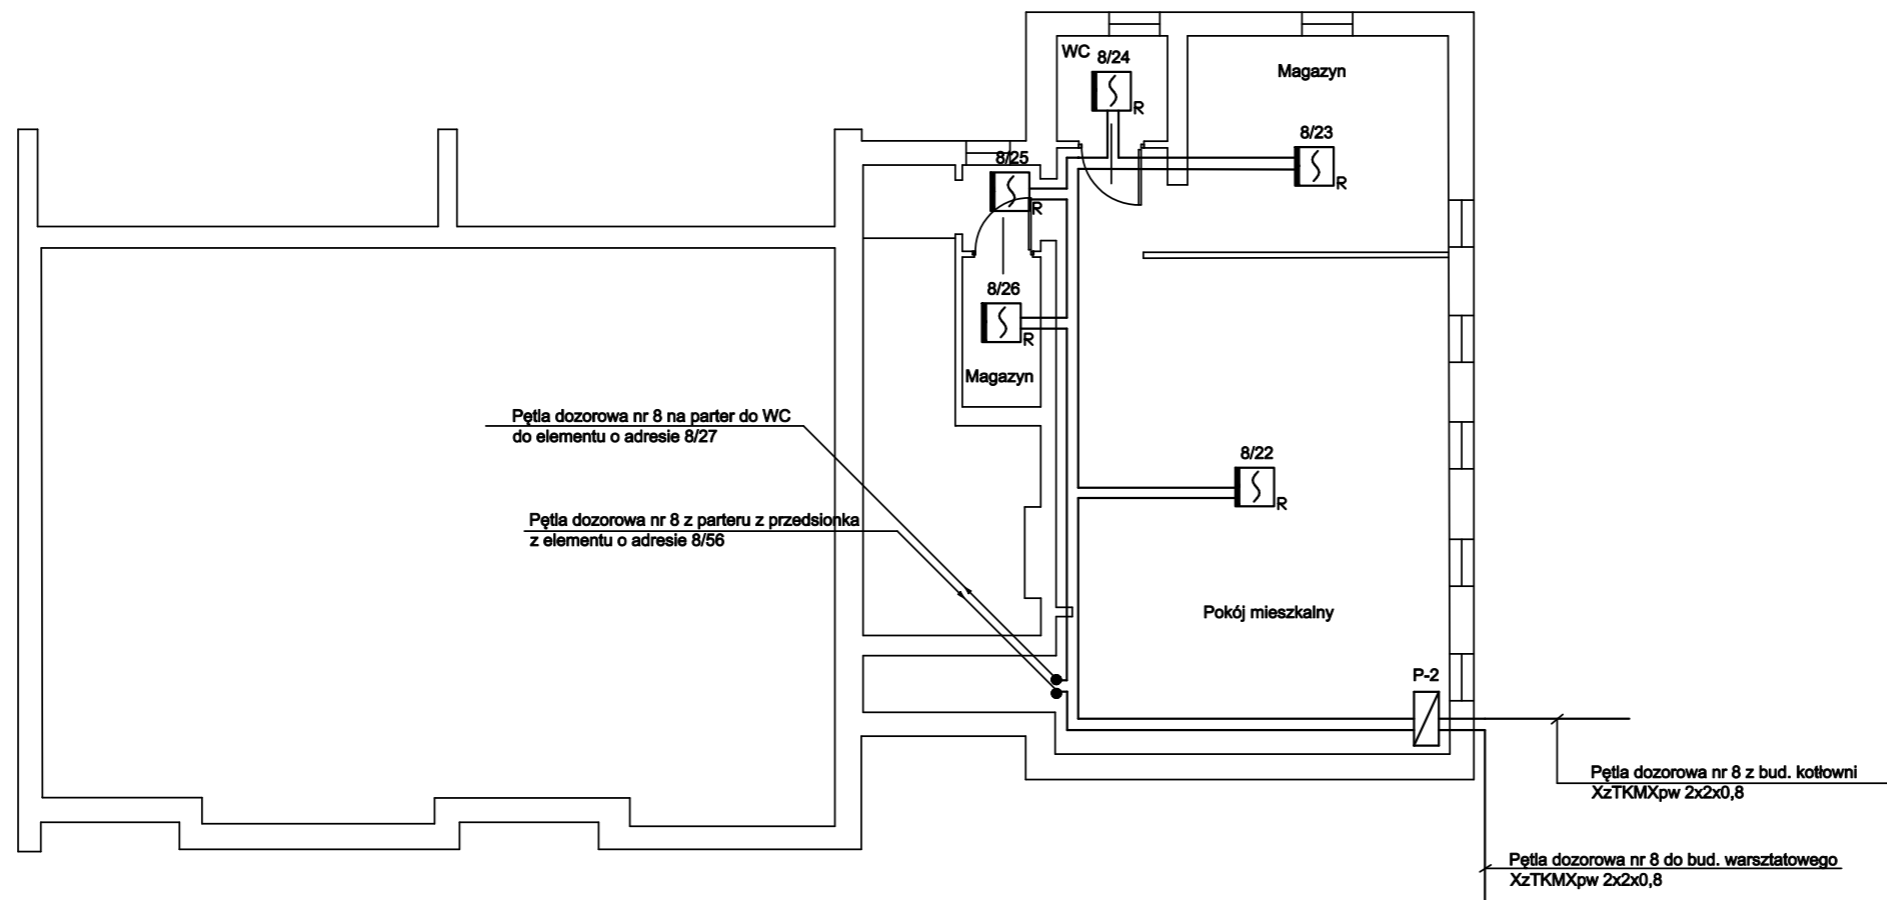 WC
8/24
R
Magazyn
8/23
R
8/25
R
8/26
R
Magazyn
Pętla dozorowa nr 8 na parter do WC
do elementu o adresie 8/27
8/22
R
Pętla dozorowa nr 8 z parteru z przedsionka
z elementu o adresie 8/56
Pokój mieszkalny
P-2
Pętla dozorowa nr 8 z bud. kotłowni
XzTKMXpw 2x2x0,8
Pętla dozorowa nr 8 do bud. warsztatowego
XzTKMXpw 2x2x0,8